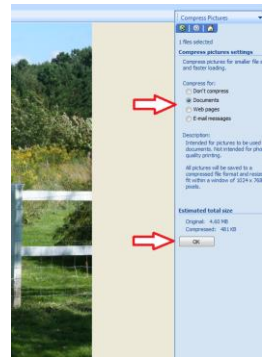 Compress Pictures
1 files selected
Compress pictures settings
Compress pictures for smaller file
and faster loading.
Compress for:
Don't compress
Documents
Web pages
E-mail messages
Description:
Intended for pictures to be used
documents. Not intended for
quality printing.
All pictures will be saved to a
compressed file format and
fit within a window of 1024 x 768
pixels.
Estimated total size
Original: 4.60 MB
Compressed: 481 KB
OK